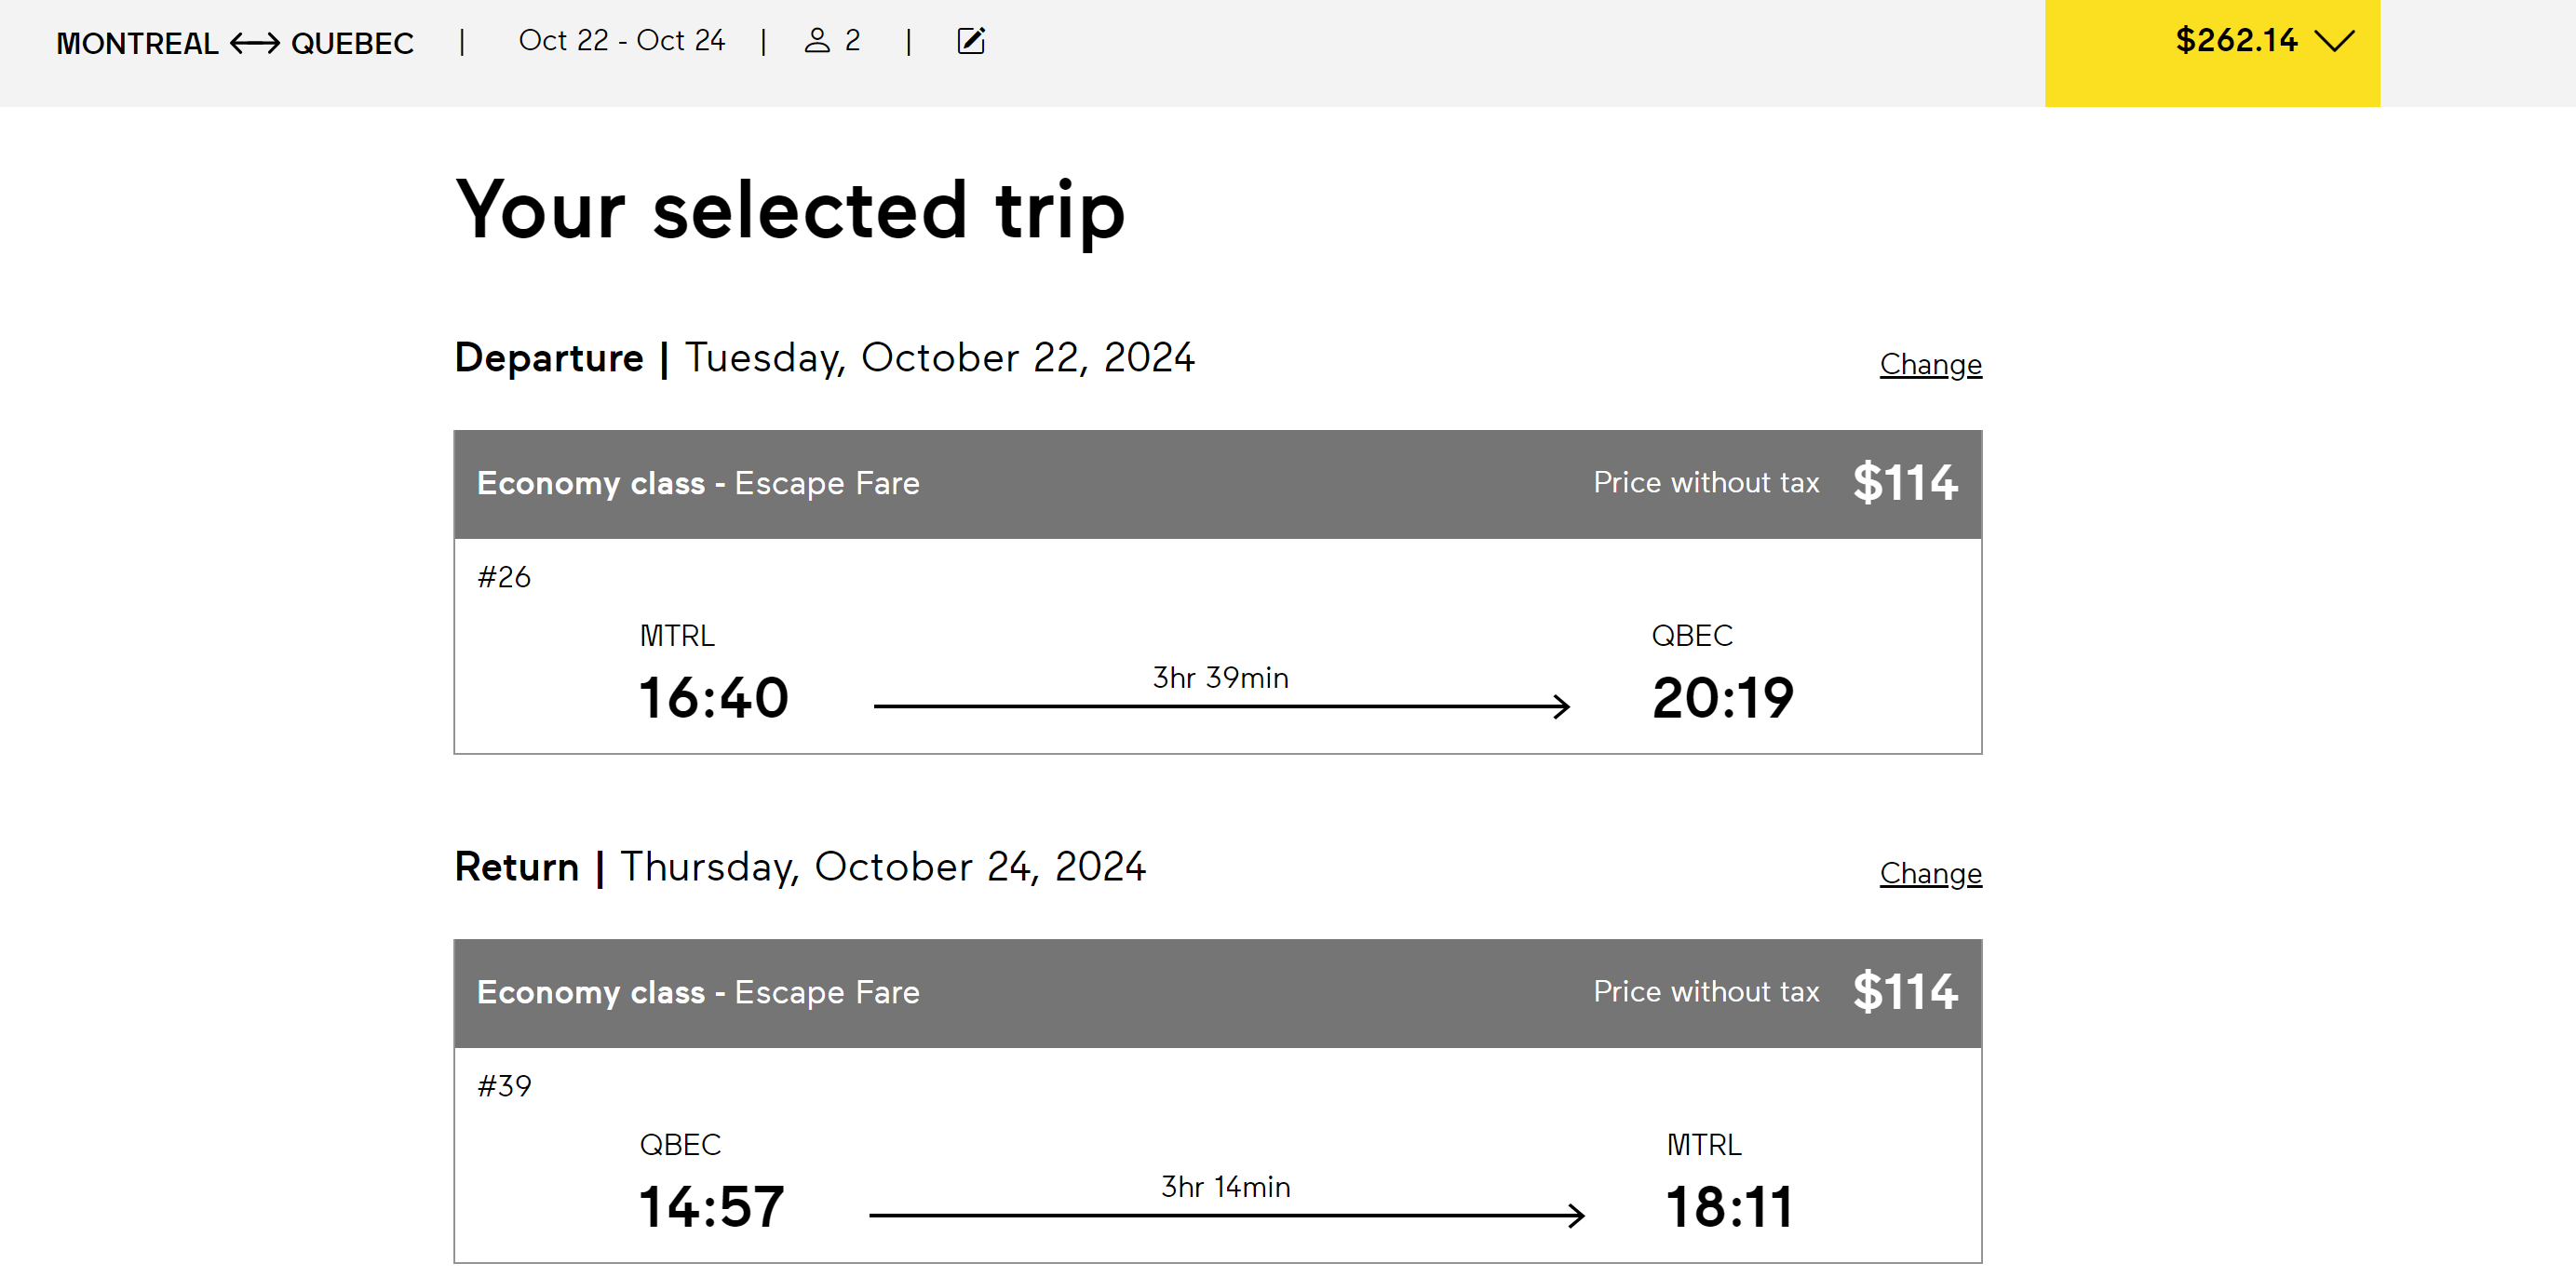 MONTREAL ⟷ QUEBEC | Oct 22 - Oct 24 | 2 | $262.14
Your selected trip
Departure | Tuesday, October 22, 2024 Change
Economy class - Escape Fare Price without tax $114
#26
MTRL QBEC
3hr 39min
16:40 20:19
Return | Thursday, October 24, 2024 Change
Economy class - Escape Fare Price without tax $114
#39
QBEC MTRL
3hr 14min
14:57 18:11